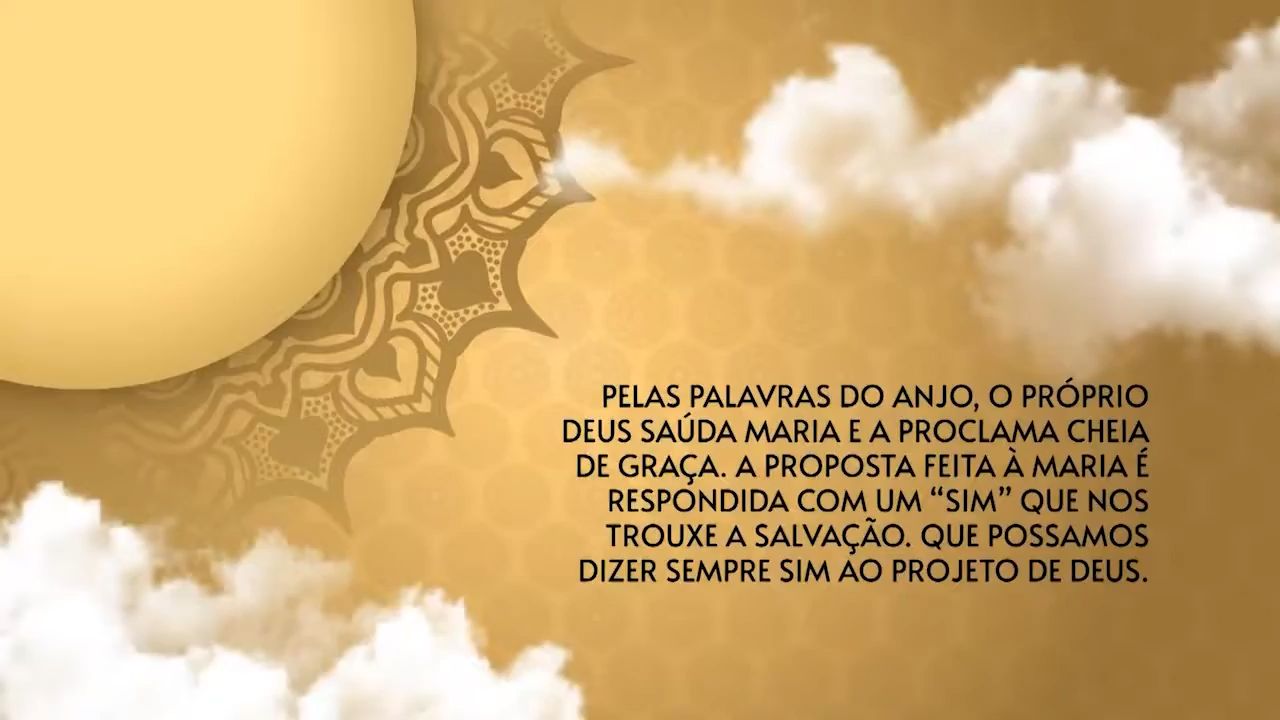 PELAS PALAVRAS DO ANJO, O PRÓPRIO
DEUS SAÚDA MARIA E A PROCLAMA CHEIA
DE GRAÇA. A PROPOSTA FEITA À MARIA É
RESPONDIDA COM UM “SIM” QUE NOS
TROUXE A SALVAÇÃO. QUE POSSAMOS
DIZER SEMPRE SIM AO PROJETO DE DEUS.